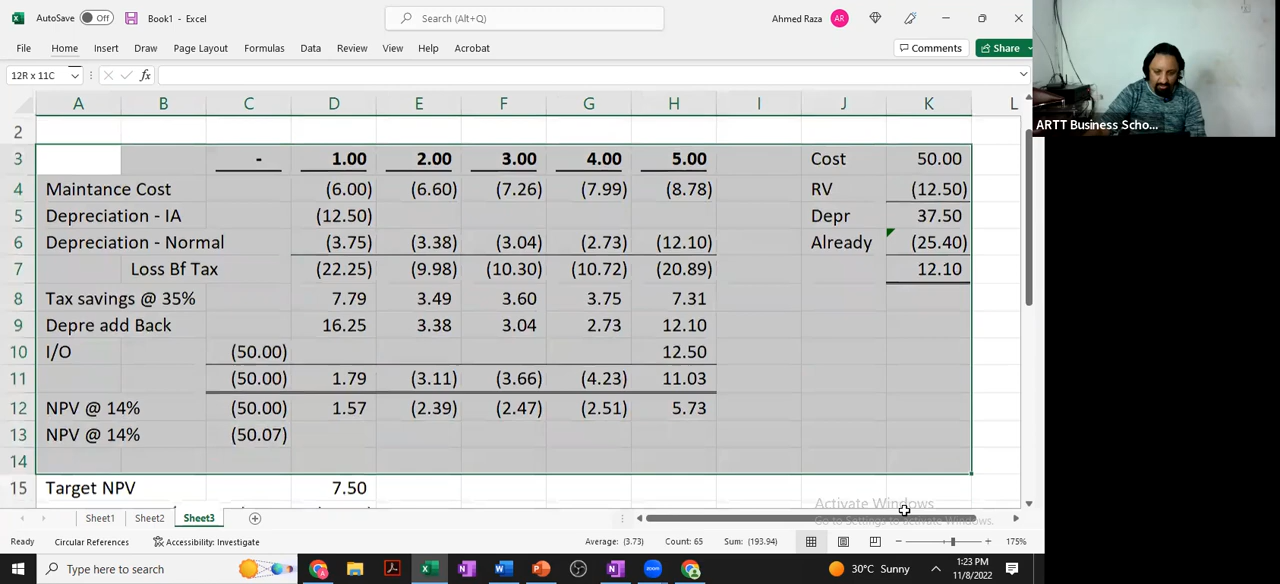 AutoSave Off Book1 - Excel Search (Alt+Q) Ahmed Raza AR
File Home Insert Draw Page Layout Formulas Data Review View Help Acrobat Comments Share
12R x 11C fx
A B C D E F G H I J K L
2
3 - 1.00 2.00 3.00 4.00 5.00 Cost 50.00
4 Maintance Cost (6.00) (6.60) (7.26) (7.99) (8.78) RV (12.50)
5 Depreciation - IA (12.50) Depr 37.50
6 Depreciation - Normal (3.75) (3.38) (3.04) (2.73) (12.10) Already (25.40)
7 Loss Bf Tax (22.25) (9.98) (10.30) (10.72) (20.89) 12.10
8 Tax savings @ 35% 7.79 3.49 3.60 3.75 7.31
9 Depre add Back 16.25 3.38 3.04 2.73 12.10
10 I/O (50.00) 12.50
11 (50.00) 1.79 (3.11) (3.66) (4.23) 11.03
12 NPV @ 14% (50.00) 1.57 (2.39) (2.47) (2.51) 5.73
13 NPV @ 14% (50.07)
14
15 Target NPV 7.50
Activate Windows
Go to Settings to activate Windows.
Sheet1 Sheet2 Sheet3
Ready Circular References Accessibility: Investigate Average: (3.73) Count: 65 Sum: (193.94) 175%
Type here to search 30°C Sunny 1:23 PM
11/8/2022
ARTT Business Scho...